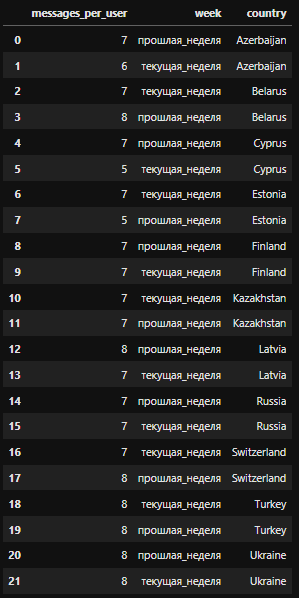 messages_per_user week country
0 7 прошлая_неделя Azerbaijan
1 6 текущая_неделя Azerbaijan
2 7 текущая_неделя Belarus
3 8 прошлая_неделя Belarus
4 7 прошлая_неделя Cyprus
5 5 текущая_неделя Cyprus
6 7 текущая_неделя Estonia
7 5 прошлая_неделя Estonia
8 7 прошлая_неделя Finland
9 7 текущая_неделя Finland
10 7 текущая_неделя Kazakhstan
11 7 прошлая_неделя Kazakhstan
12 8 прошлая_неделя Latvia
13 7 текущая_неделя Latvia
14 7 прошлая_неделя Russia
15 7 текущая_неделя Russia
16 7 текущая_неделя Switzerland
17 8 прошлая_неделя Switzerland
18 8 текущая_неделя Turkey
19 8 прошлая_неделя Turkey
20 8 прошлая_неделя Ukraine
21 8 текущая_неделя Ukraine